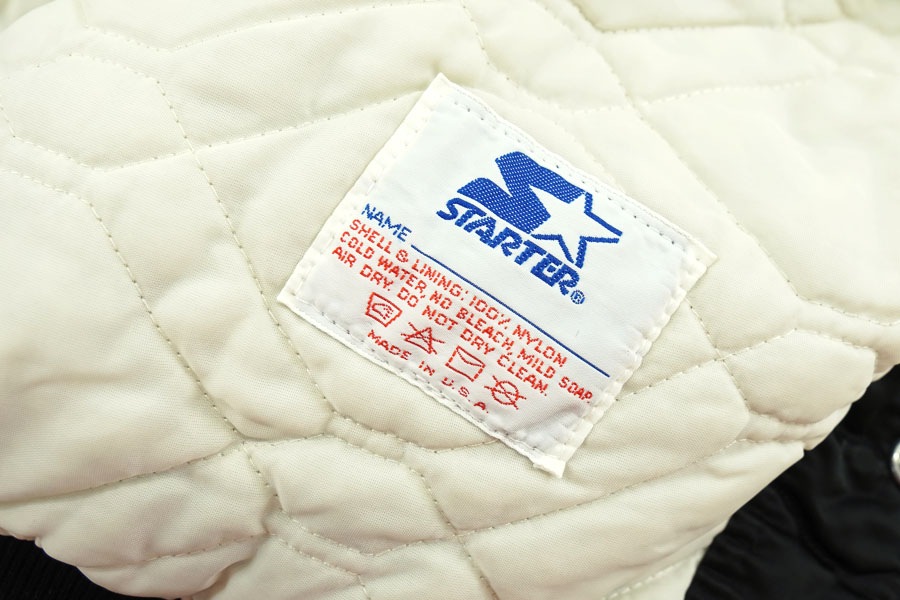 STARTER®
NAME
SHELL & LINING: 100% NYLON
COLD WATER, NO BLEACH, MILD SOAP.
AIR DRY. DO NOT DRY CLEAN.
MADE IN U.S.A.